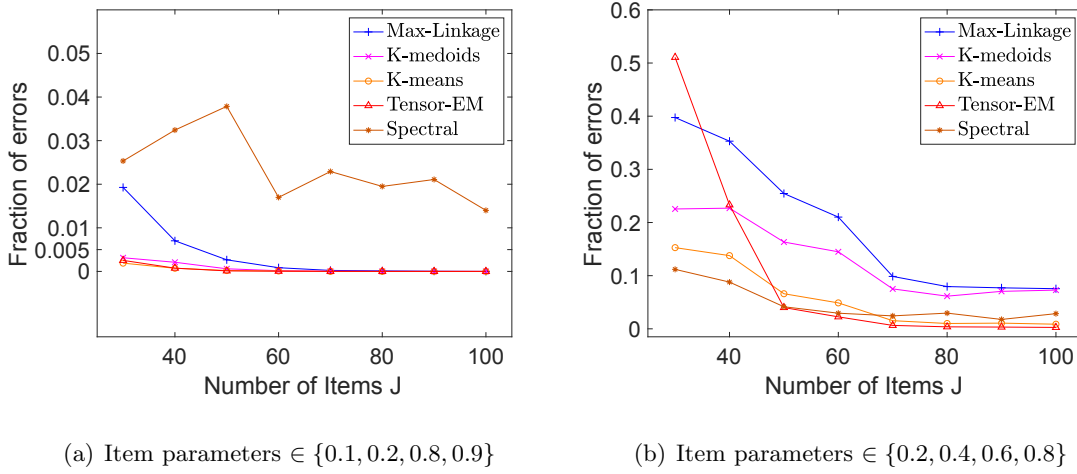 0.05
0.04
0.03
0.02
0.01
0.005
0
Fraction of errors
40
60
80
100
Number of Items J
Max-Linkage
K-medoids
K-means
Tensor-EM
Spectral
(a) Item parameters ∈ {0.1, 0.2, 0.8, 0.9}
0.6
0.5
0.4
0.3
0.2
0.1
0
Fraction of errors
40
60
80
100
Number of Items J
Max-Linkage
K-medoids
K-means
Tensor-EM
Spectral
(b) Item parameters ∈ {0.2, 0.4, 0.6, 0.8}